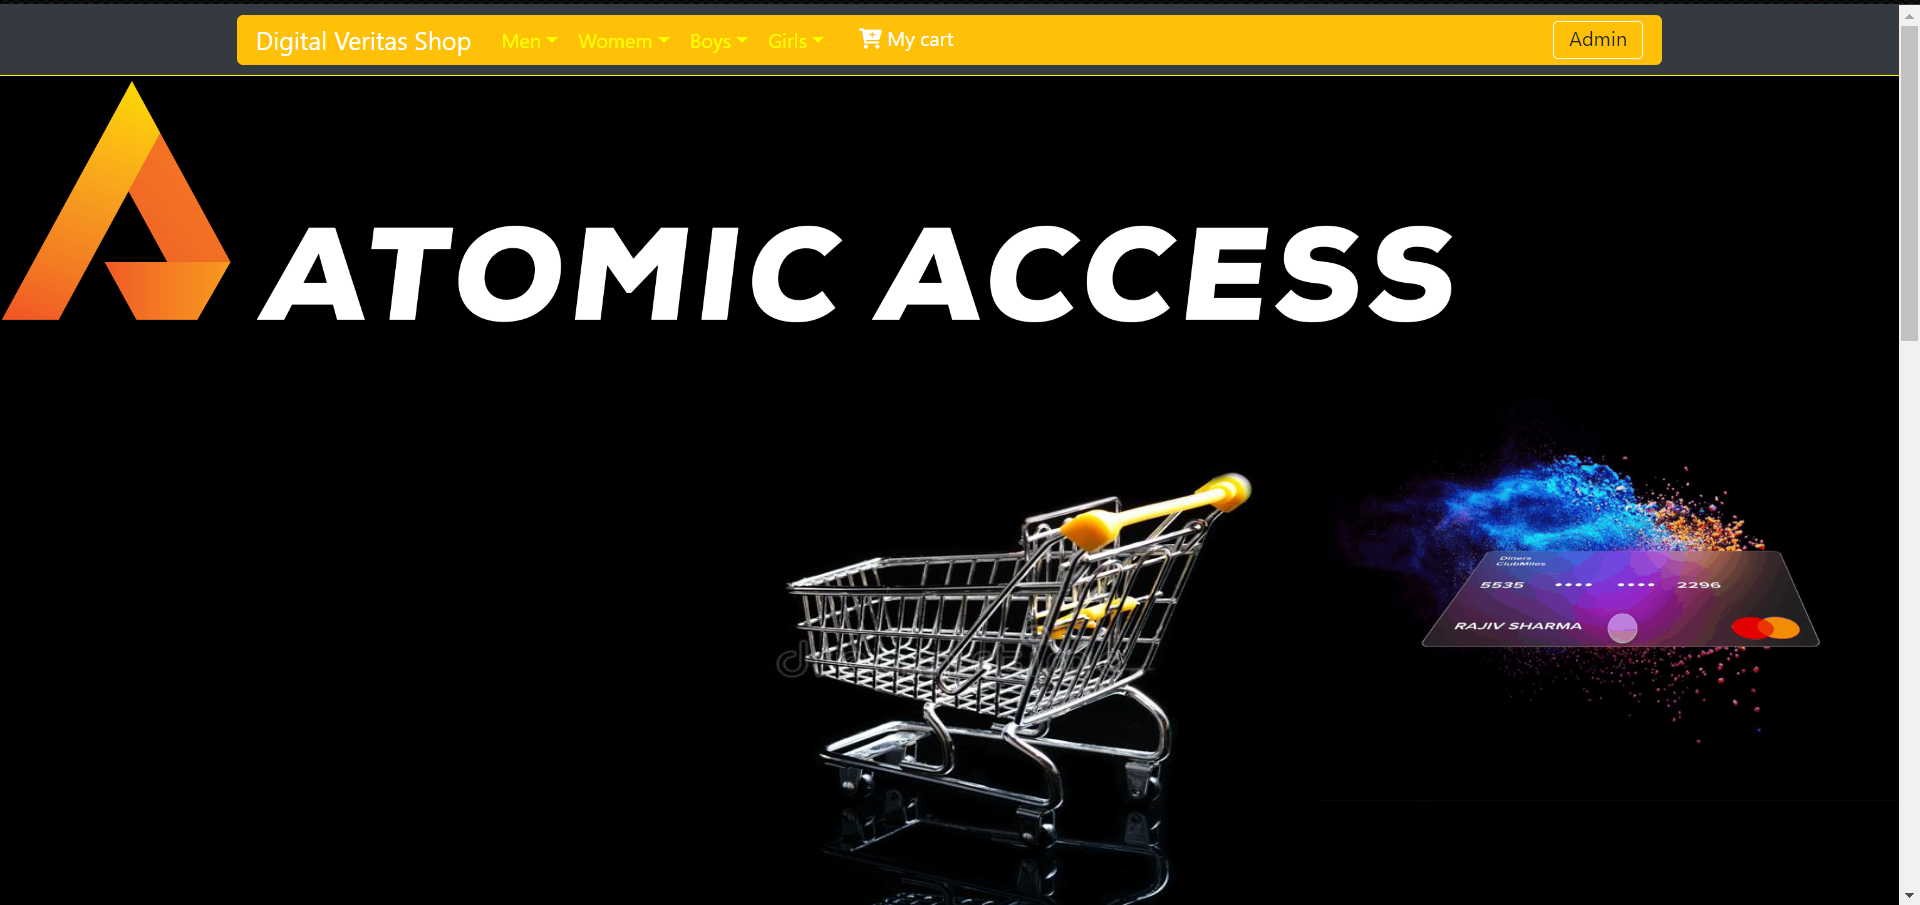 Digital Veritas Shop Men Womem Boys Girls My cart Admin
ATOMIC ACCESS
Diners
ClubMiles
5535 •••• •••• 2296
RAJIV SHARMA